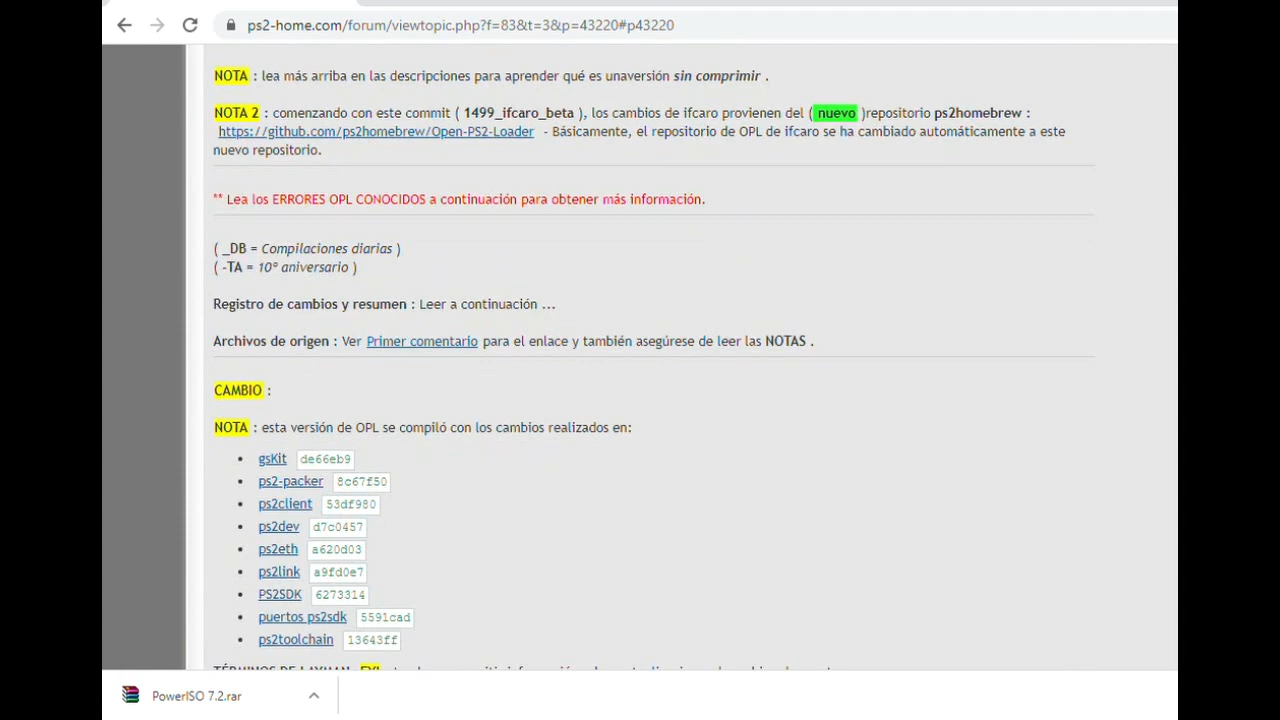 ps2-home.com/forum/viewtopic.php?f=83&t=3&p=43220#p43220
NOTA : lea más arriba en las descripciones para aprender qué es unaversión sin comprimir .
NOTA 2 : comenzando con este commit ( 1499_ifcaro_beta ), los cambios de ifcaro provienen del ( nuevo )repositorio ps2homebrew :
https://github.com/ps2homebrew/Open-PS2-Loader - Básicamente, el repositorio de OPL de ifcaro se ha cambiado automáticamente a este
nuevo repositorio.
** Lea los ERRORES OPL CONOCIDOS a continuación para obtener más información.
( _DB = Compilaciones diarias )
( -TA = 10° aniversario )
Registro de cambios y resumen : Leer a continuación ...
Archivos de origen : Ver Primer comentario para el enlace y también asegúrese de leer las NOTAS .
CAMBIO :
NOTA : esta versión de OPL se compiló con los cambios realizados en:
• gsKit de66eb9
• ps2-packer 8c67f50
• ps2client 53df980
• ps2dev d7c0457
• ps2eth a620d03
• ps2link a9fd0e7
• PS2SDK 6273314
• puertos ps2sdk 5591cad
• ps2toolchain 13643ff
PowerISO 7.2.rar